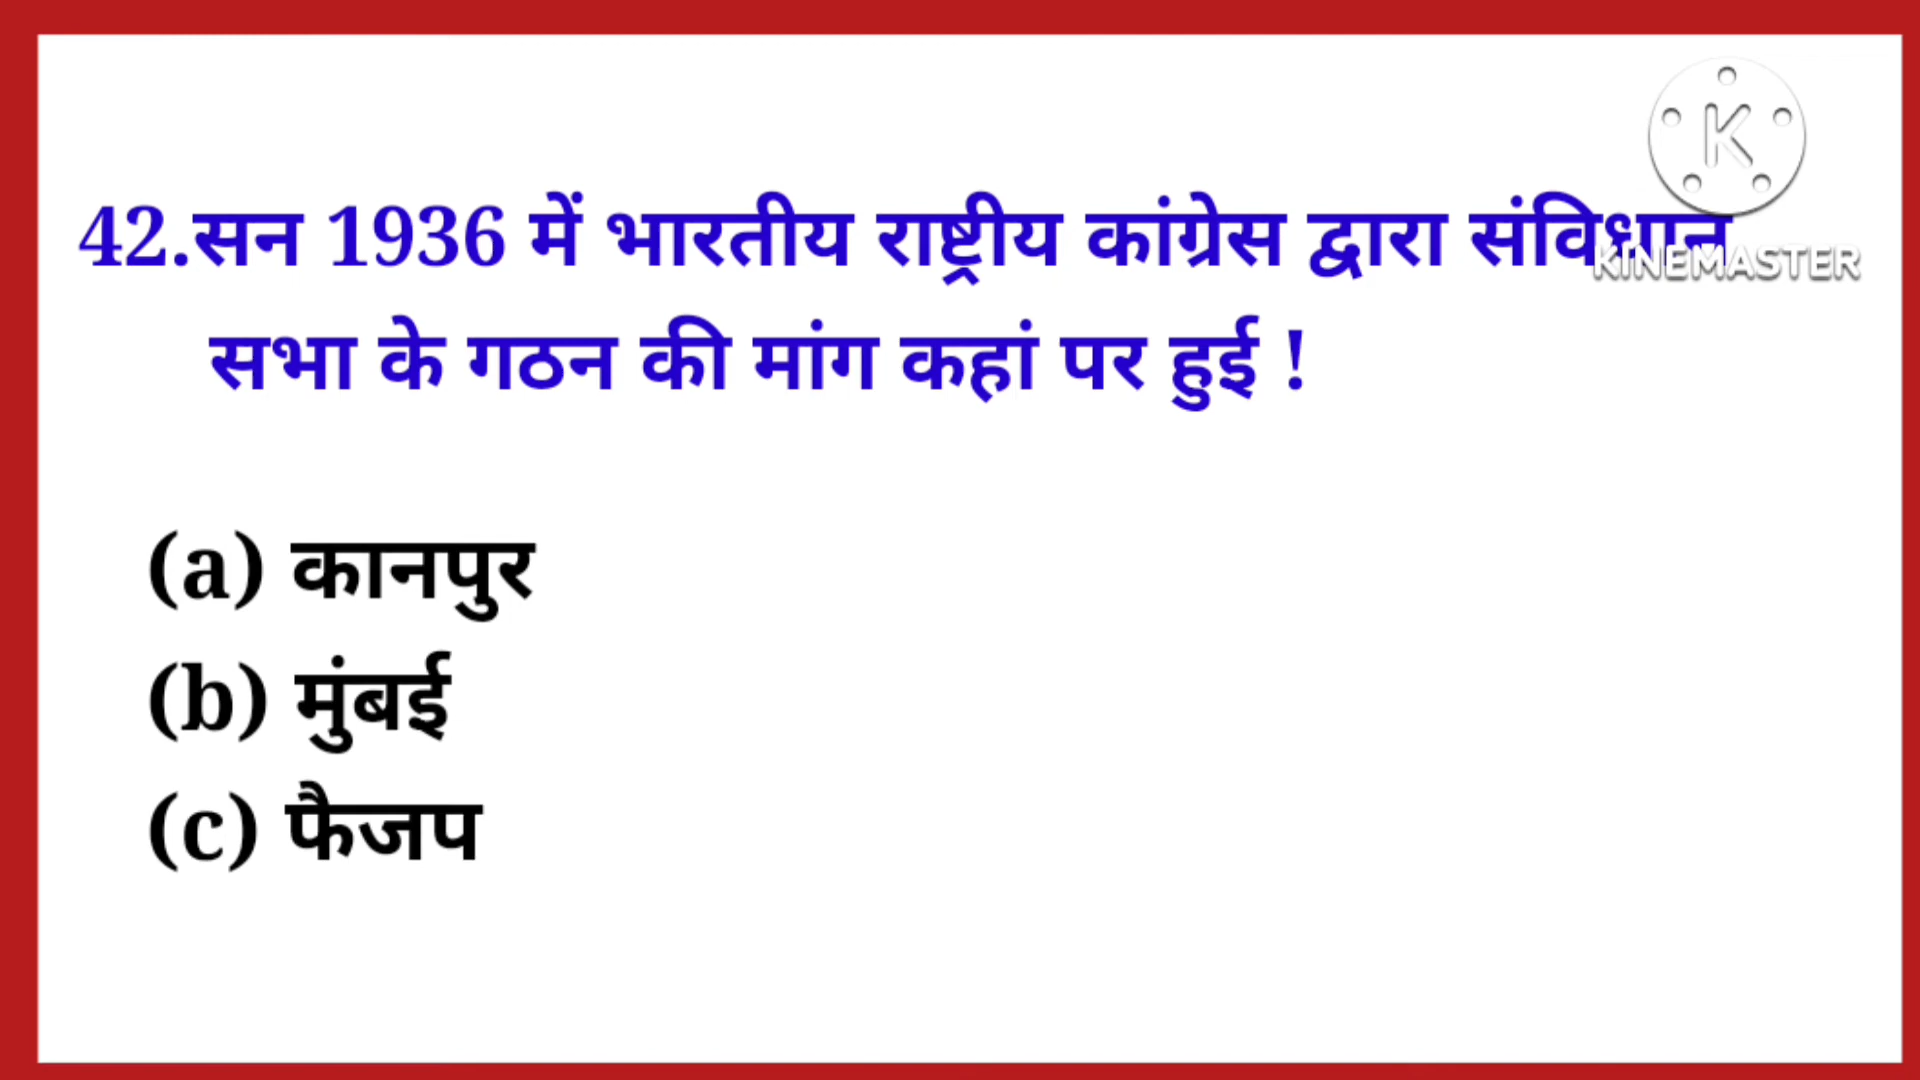 42.सन 1936 में भारतीय राष्ट्रीय कांग्रेस द्वारा संविधान
सभा के गठन की मांग कहां पर हुई !
(a) कानपुर
(b) मुंबई
(c) फैजप
K
KINEMASTER